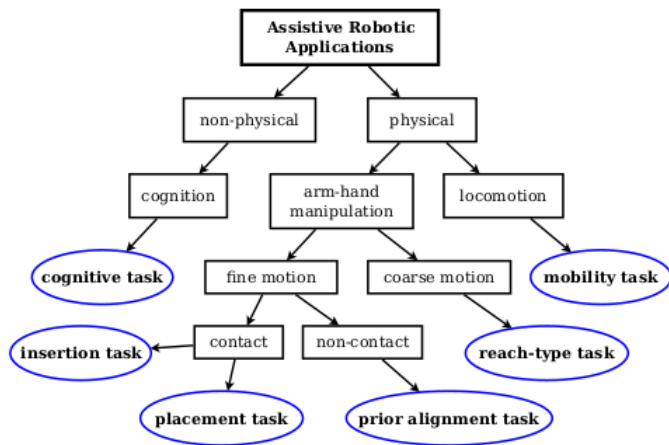 Assistive Robotic
Applications
non-physical
physical
cognition
arm-hand
manipulation
locomotion
cognitive task
fine motion
coarse motion
mobility task
insertion task
contact
non-contact
reach-type task
placement task
prior alignment task